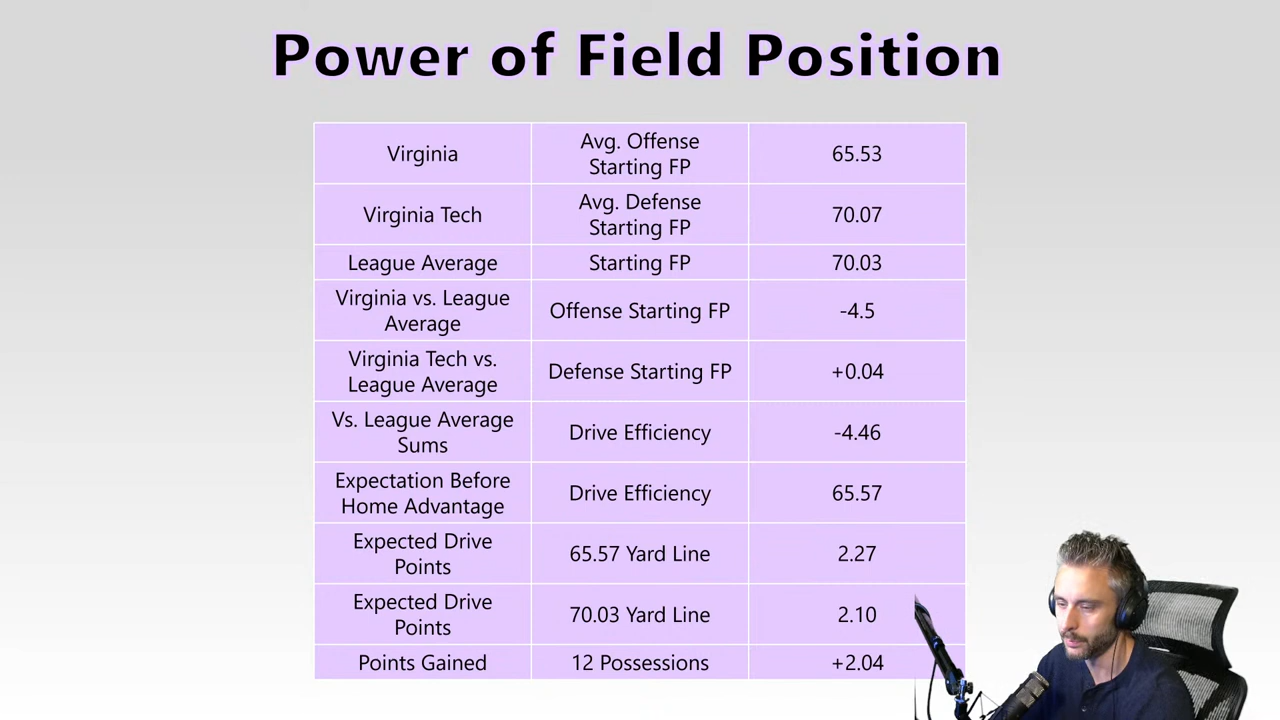 Power of Field Position
Virginia
Avg. Offense
Starting FP
65.53
Virginia Tech
Avg. Defense
Starting FP
70.07
League Average
Starting FP
70.03
Virginia vs. League
Average
Offense Starting FP
-4.5
Virginia Tech vs.
League Average
Defense Starting FP
+0.04
Vs. League Average
Sums
Drive Efficiency
-4.46
Expectation Before
Home Advantage
Drive Efficiency
65.57
Expected Drive
Points
65.57 Yard Line
2.27
Expected Drive
Points
70.03 Yard Line
2.10
Points Gained
12 Possessions
+2.04